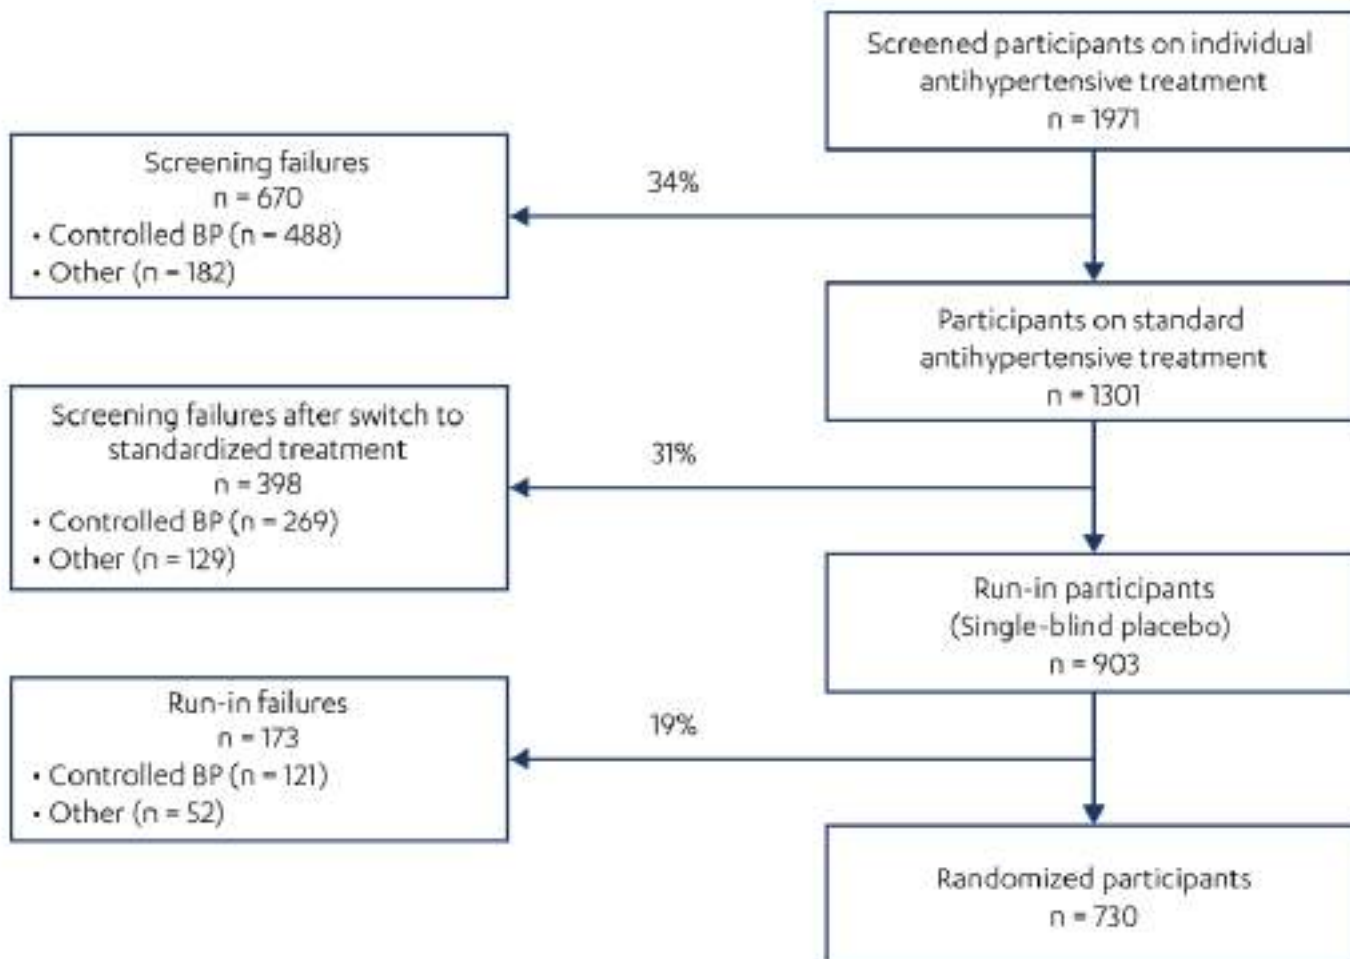 Screened participants on individual
antihypertensive treatment
n = 1971
34%
Screening failures
n = 670
• Controlled BP (n = 488)
• Other (n = 182)
Participants on standard
antihypertensive treatment
n = 1301
31%
Screening failures after switch to
standardized treatment
n = 398
• Controlled BP (n = 269)
• Other (n = 129)
Run-in participants
(Single-blind placebo)
n = 903
19%
Run-in failures
n = 173
• Controlled BP (n = 121)
• Other (n = 52)
Randomized participants
n = 730